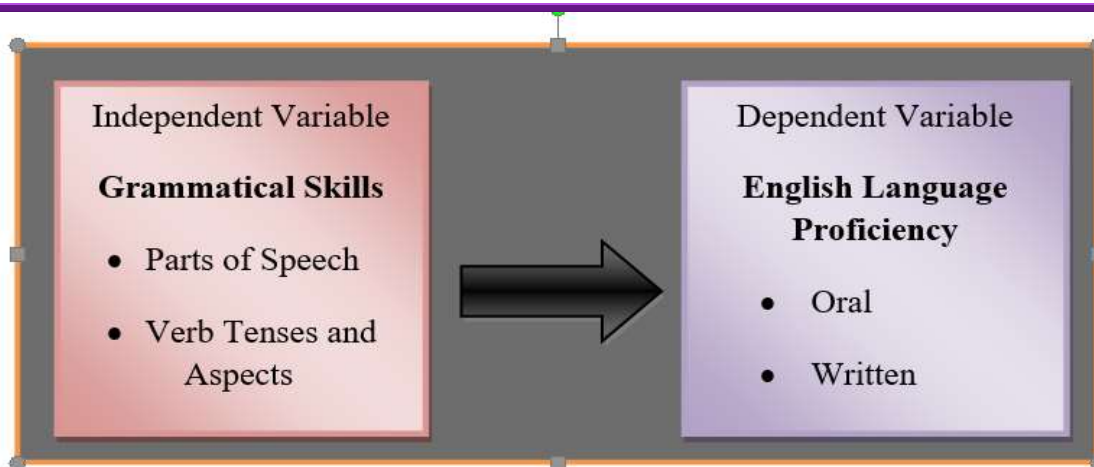 Independent Variable
Grammatical Skills
• Parts of Speech
• Verb Tenses and
Aspects
Dependent Variable
English Language
Proficiency
• Oral
• Written